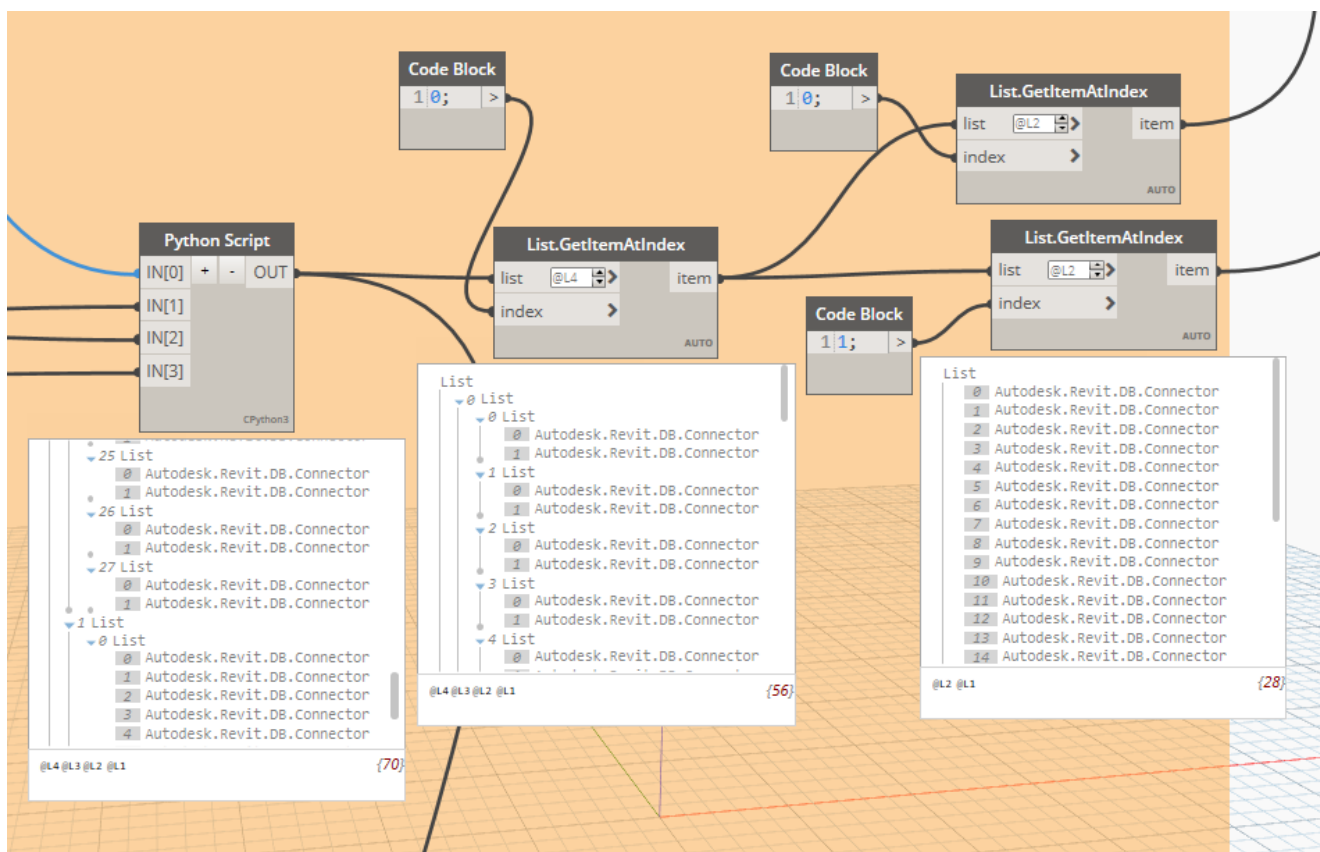 Code Block
1 0; >
Code Block
1 0; >
List.GetItemAtIndex
list @L2 > item
index >
AUTO
Python Script
IN[0] + - OUT
IN[1]
IN[2]
IN[3]
CPython3
List.GetItemAtIndex
list @L4 > item
index >
AUTO
List.GetItemAtIndex
list @L2 > item
index >
AUTO
Code Block
1 1; >
25 List
0 Autodesk.Revit.DB.Connector
1 Autodesk.Revit.DB.Connector
26 List
0 Autodesk.Revit.DB.Connector
1 Autodesk.Revit.DB.Connector
27 List
0 Autodesk.Revit.DB.Connector
1 Autodesk.Revit.DB.Connector
1 List
0 List
0 Autodesk.Revit.DB.Connector
1 Autodesk.Revit.DB.Connector
2 Autodesk.Revit.DB.Connector
3 Autodesk.Revit.DB.Connector
4 Autodesk.Revit.DB.Connector
@L4 @L3 @L2 @L1 {70}
List
0 List
0 List
0 Autodesk.Revit.DB.Connector
1 Autodesk.Revit.DB.Connector
1 List
0 Autodesk.Revit.DB.Connector
1 Autodesk.Revit.DB.Connector
2 List
0 Autodesk.Revit.DB.Connector
1 Autodesk.Revit.DB.Connector
3 List
0 Autodesk.Revit.DB.Connector
1 Autodesk.Revit.DB.Connector
4 List
0 Autodesk.Revit.DB.Connector
@L4 @L3 @L2 @L1 {56}
List
0 Autodesk.Revit.DB.Connector
1 Autodesk.Revit.DB.Connector
2 Autodesk.Revit.DB.Connector
3 Autodesk.Revit.DB.Connector
4 Autodesk.Revit.DB.Connector
5 Autodesk.Revit.DB.Connector
6 Autodesk.Revit.DB.Connector
7 Autodesk.Revit.DB.Connector
8 Autodesk.Revit.DB.Connector
9 Autodesk.Revit.DB.Connector
10 Autodesk.Revit.DB.Connector
11 Autodesk.Revit.DB.Connector
12 Autodesk.Revit.DB.Connector
13 Autodesk.Revit.DB.Connector
14 Autodesk.Revit.DB.Connector
@L2 @L1 {28}